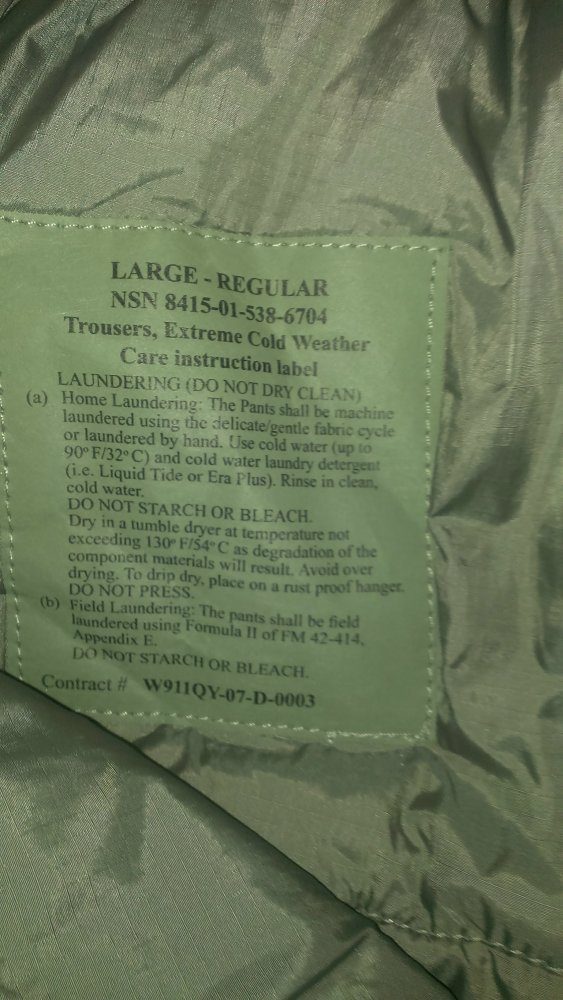 LARGE - REGULAR
NSN 8415-01-538-6704
Trousers, Extreme Cold Weather
Care instruction label
LAUNDERING (DO NOT DRY CLEAN)
(a) Home Laundering: The Pants shall be machine
laundered using the delicate/gentle fabric cycle
or laundered by hand. Use cold water (up to
90° F/32° C) and cold water laundry detergent
(i.e. Liquid Tide or Era Plus). Rinse in clean,
cold water.
DO NOT STARCH OR BLEACH.
Dry in a tumble dryer at temperature not
exceeding 130° F/54° C as degradation of the
component materials will result. Avoid over
drying. To drip dry, place on a rust proof hanger.
DO NOT PRESS.
(b) Field Laundering: The pants shall be field
laundered using Formula II of FM 42-414,
Appendix E.
DO NOT STARCH OR BLEACH.
Contract # W911QY-07-D-0003